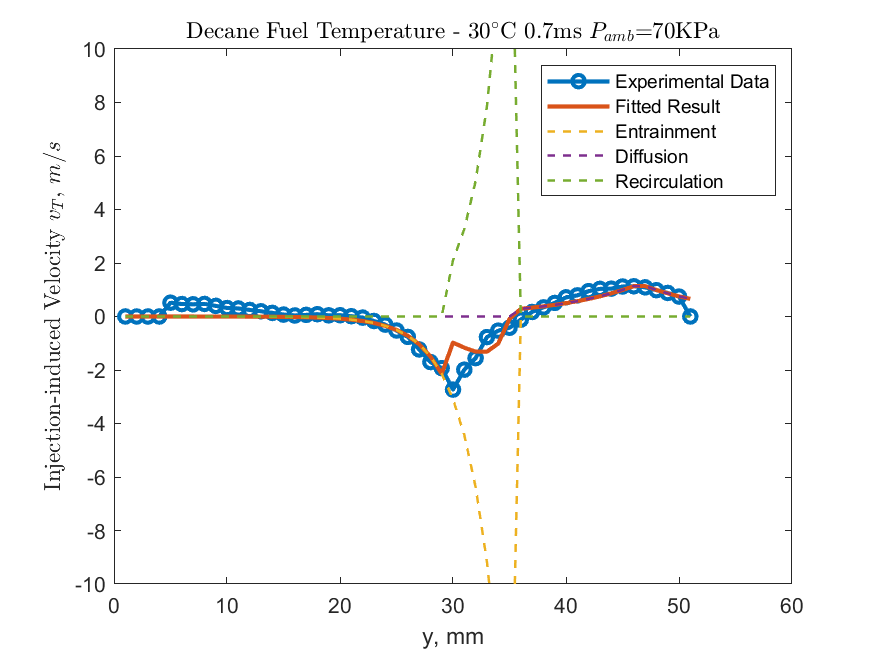 Decane Fuel Temperature - 30°C 0.7ms P_amb=70KPa
Injection-induced Velocity v_T, m/s
10
8
6
4
2
0
-2
-4
-6
-8
-10
Experimental Data
Fitted Result
Entrainment
Diffusion
Recirculation
0 10 20 30 40 50 60
y, mm